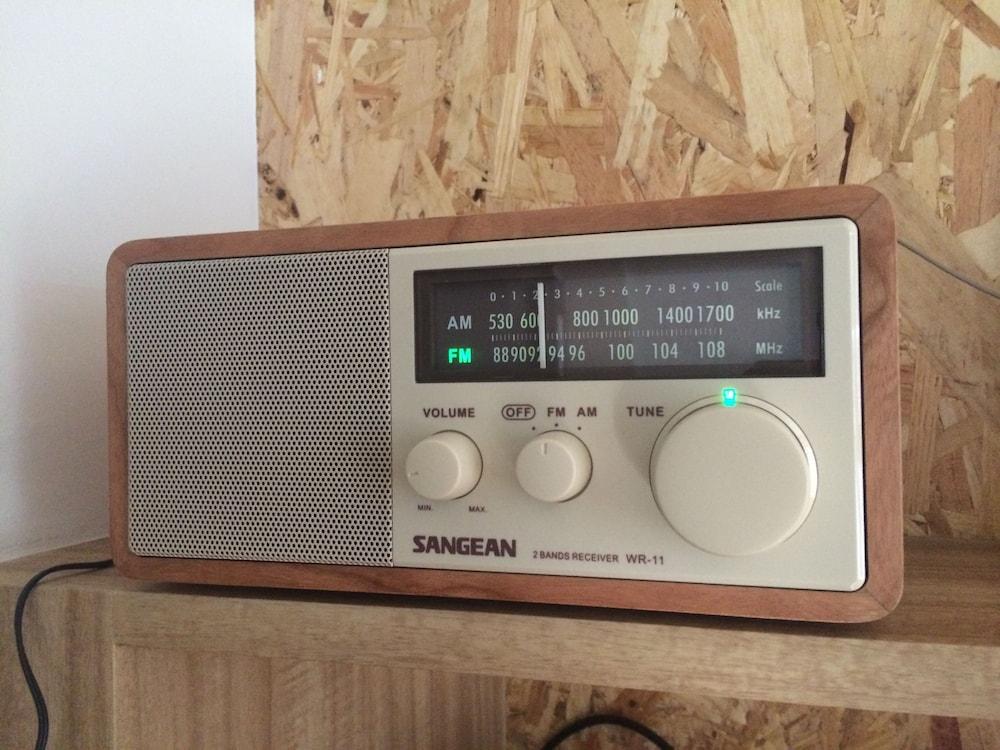 0 · 1 · 2 · 3 · 4 · 5 · 6 · 7 · 8 · 9 · 10 Scale
AM 530 600 800 1000 1400 1700 kHz
FM 88 90 92 94 96 100 104 108 MHz
VOLUME OFF FM AM TUNE
MIN. MAX.
SANGEAN 2 BANDS RECEIVER WR-11